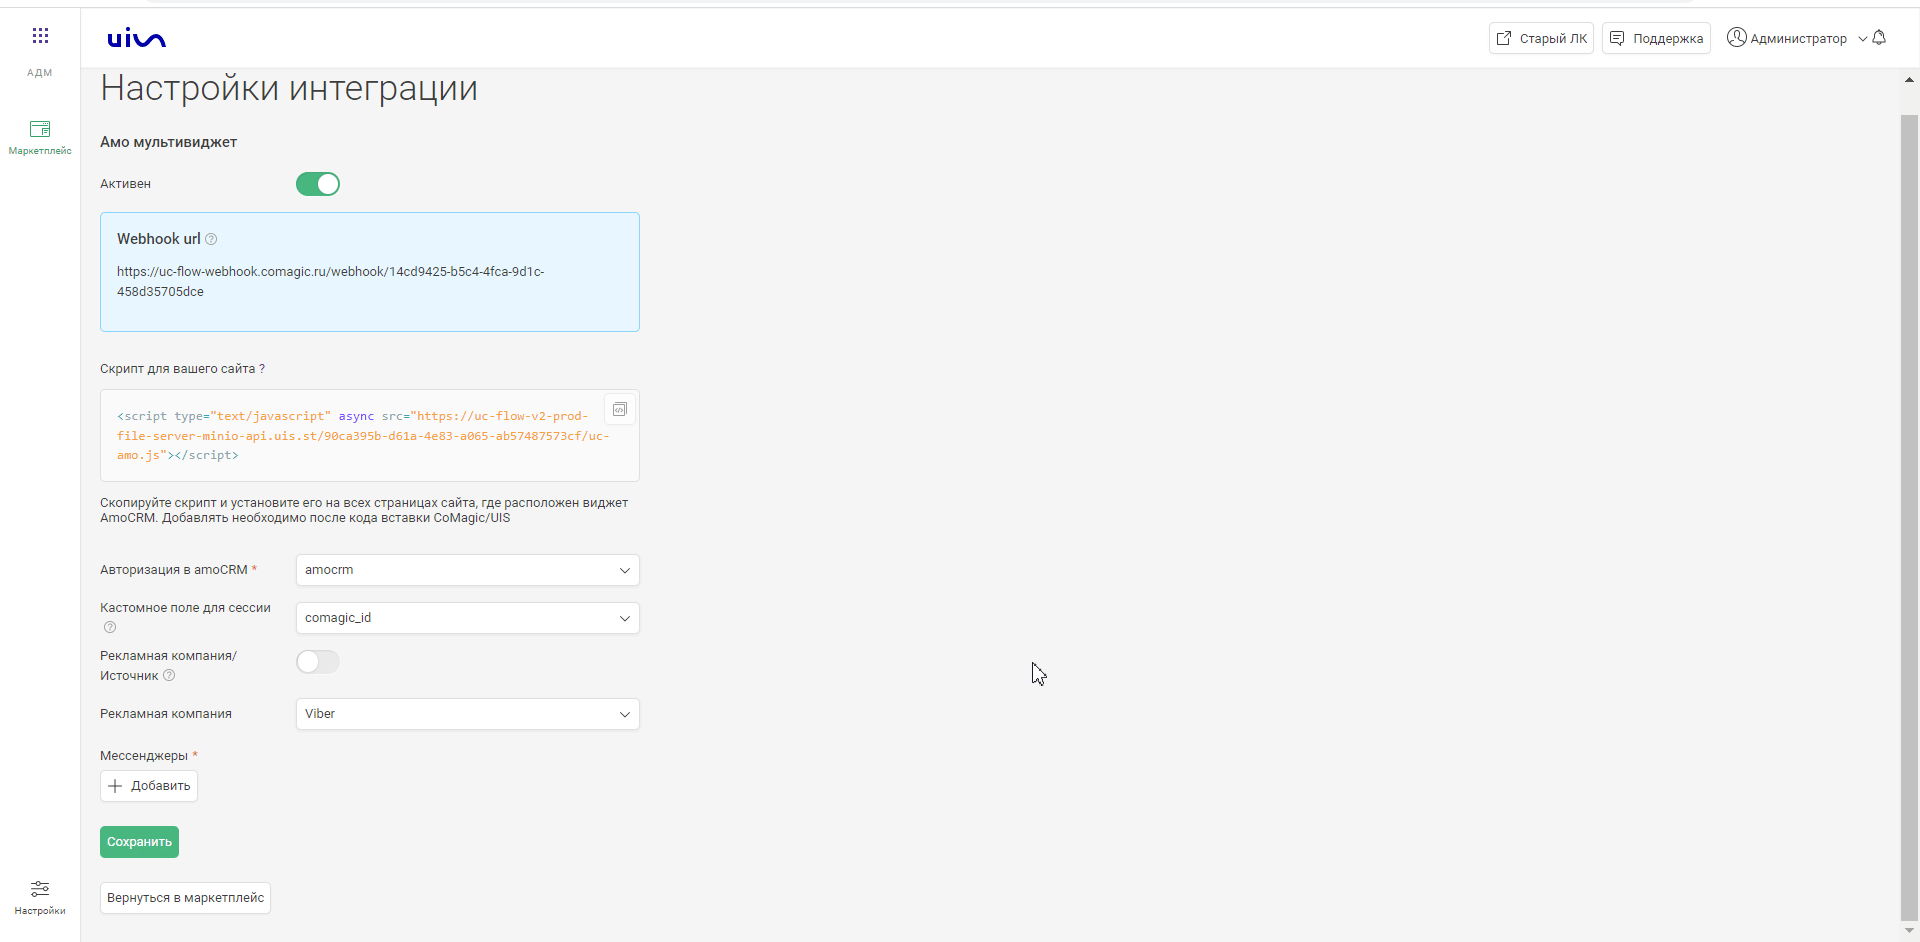 uis
Старый ЛК
Поддержка
Администратор
АДМ
Маркетплейс
Настройки интеграции
Амо мультивиджет
Активен
Webhook url ?
https://uc-flow-webhook.comagic.ru/webhook/14cd9425-b5c4-4fca-9d1c-
458d35705dce
Скрипт для вашего сайта ?
<script type="text/javascript" async src="https://uc-flow-v2-prod-
file-server-minio-api.uis.st/90ca395b-d61a-4e83-a065-ab57487573cf/uc-
amo.js"></script>
Скопируйте скрипт и установите его на всех страницах сайта, где расположен виджет
AmoCRM. Добавлять необходимо после кода вставки CoMagic/UIS
Авторизация в amoCRM *
amocrm
Кастомное поле для сессии
?
comagic_id
Рекламная компания/
Источник ?
Рекламная компания
Viber
Мессенджеры *
Добавить
Сохранить
Вернуться в маркетплейс
Настройки